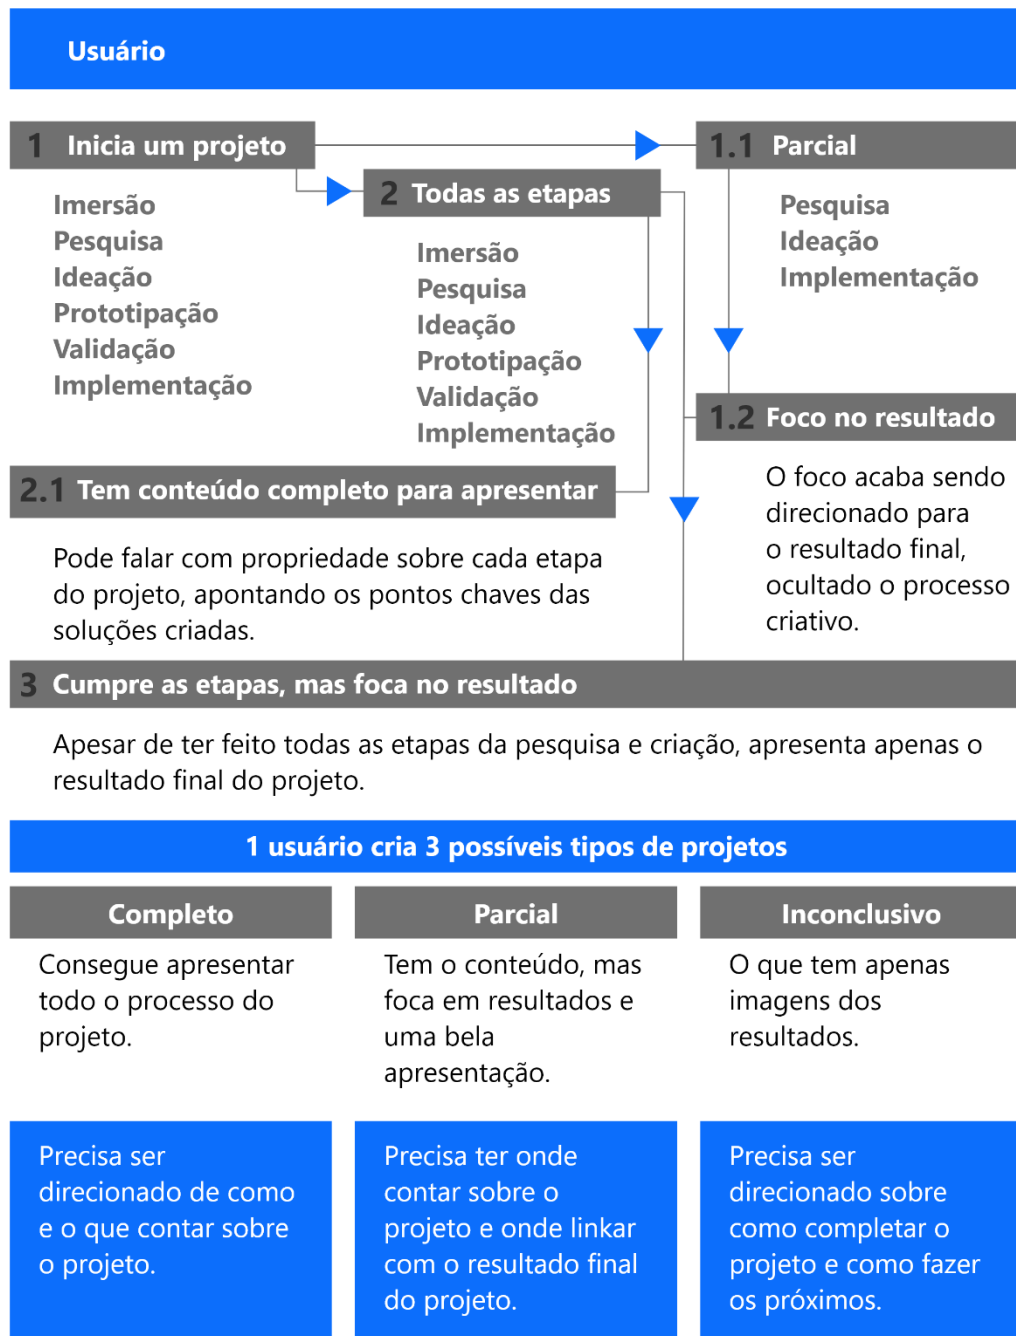 Usuário
1 Inicia um projeto
Imersão
Pesquisa
Ideação
Prototipação
Validação
Implementação
2 Todas as etapas
Imersão
Pesquisa
Ideação
Prototipação
Validação
Implementação
1.1 Parcial
Pesquisa
Ideação
Implementação
1.2 Foco no resultado
O foco acaba sendo
direcionado para
o resultado final,
ocultado o processo
criativo.
2.1 Tem conteúdo completo para apresentar
Pode falar com propriedade sobre cada etapa
do projeto, apontando os pontos chaves das
soluções criadas.
3 Cumpre as etapas, mas foca no resultado
Apesar de ter feito todas as etapas da pesquisa e criação, apresenta apenas o
resultado final do projeto.
1 usuário cria 3 possíveis tipos de projetos
Completo
Consegue apresentar
todo o processo do
projeto.
Precisa ser
direcionado de como
e o que contar sobre
o projeto.
Parcial
Tem o conteúdo, mas
foca em resultados e
uma bela
apresentação.
Precisa ter onde
contar sobre o
projeto e onde linkar
com o resultado final
do projeto.
Inconclusivo
O que tem apenas
imagens dos
resultados.
Precisa ser
direcionado sobre
como completar o
projeto e como fazer
os próximos.